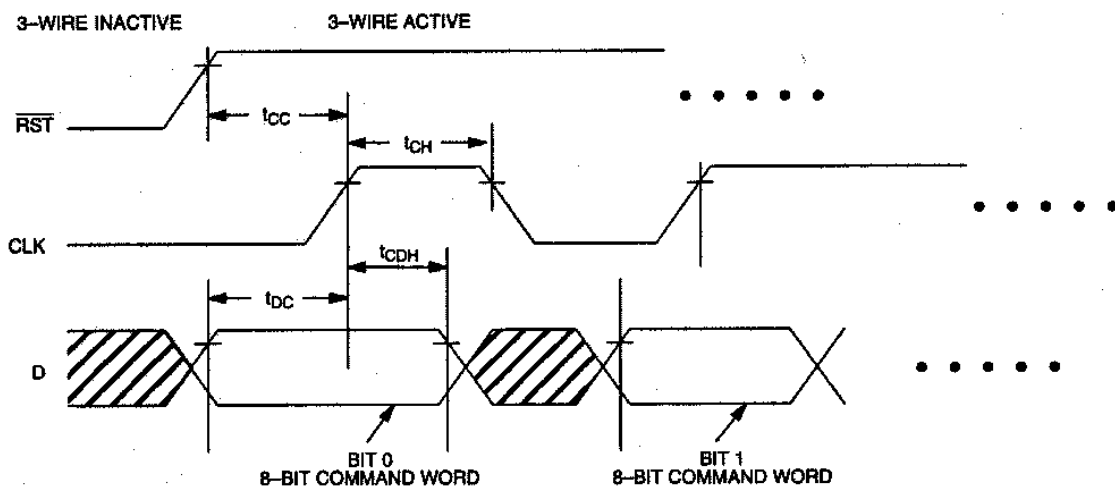 3–WIRE INACTIVE
3–WIRE ACTIVE
RST
tCC
tCH
CLK
tCDH
tDC
D
BIT 0
8–BIT COMMAND WORD
BIT 1
8–BIT COMMAND WORD